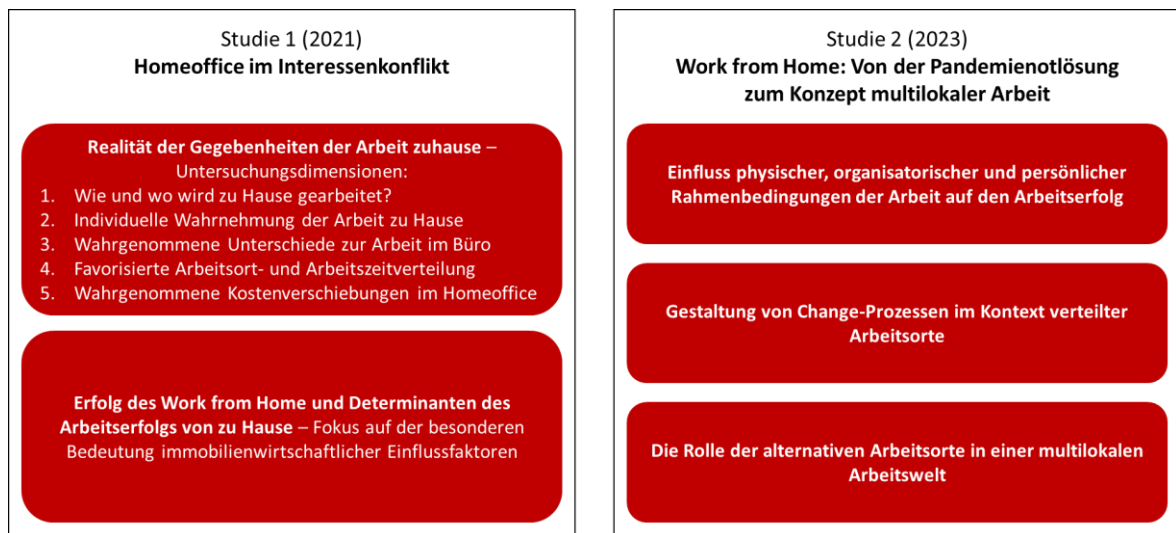 Studie 1 (2021)
Homeoffice im Interessenkonflikt
Realität der Gegebenheiten der Arbeit zuhause –
Untersuchungsdimensionen:
1. Wie und wo wird zu Hause gearbeitet?
2. Individuelle Wahrnehmung der Arbeit zu Hause
3. Wahrgenommene Unterschiede zur Arbeit im Büro
4. Favorisierte Arbeitsort- und Arbeitszeitverteilung
5. Wahrgenommene Kostenverschiebungen im Homeoffice
Erfolg des Work from Home und Determinanten des
Arbeitserfolgs von zu Hause – Fokus auf der besonderen
Bedeutung immobilienwirtschaftlicher Einflussfaktoren
Studie 2 (2023)
Work from Home: Von der Pandemienotlösung
zum Konzept multilokaler Arbeit
Einfluss physischer, organisatorischer und persönlicher
Rahmenbedingungen der Arbeit auf den Arbeitserfolg
Gestaltung von Change-Prozessen im Kontext verteilter
Arbeitsorte
Die Rolle der alternativen Arbeitsorte in einer multilokalen
Arbeitswelt